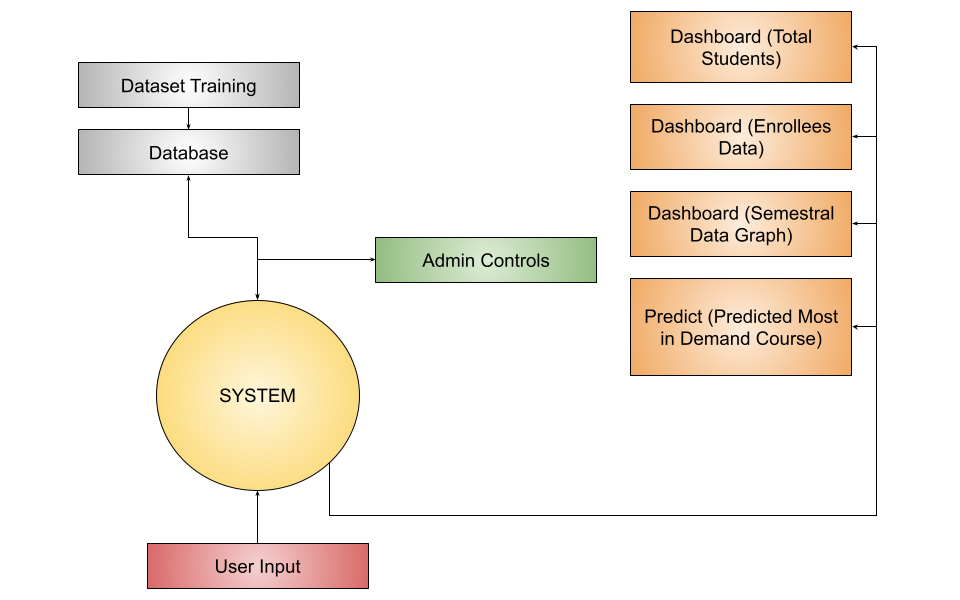 Dataset Training
Database
Admin Controls
SYSTEM
User Input
Dashboard (Total
Students)
Dashboard (Enrollees
Data)
Dashboard (Semestral
Data Graph)
Predict (Predicted Most
in Demand Course)